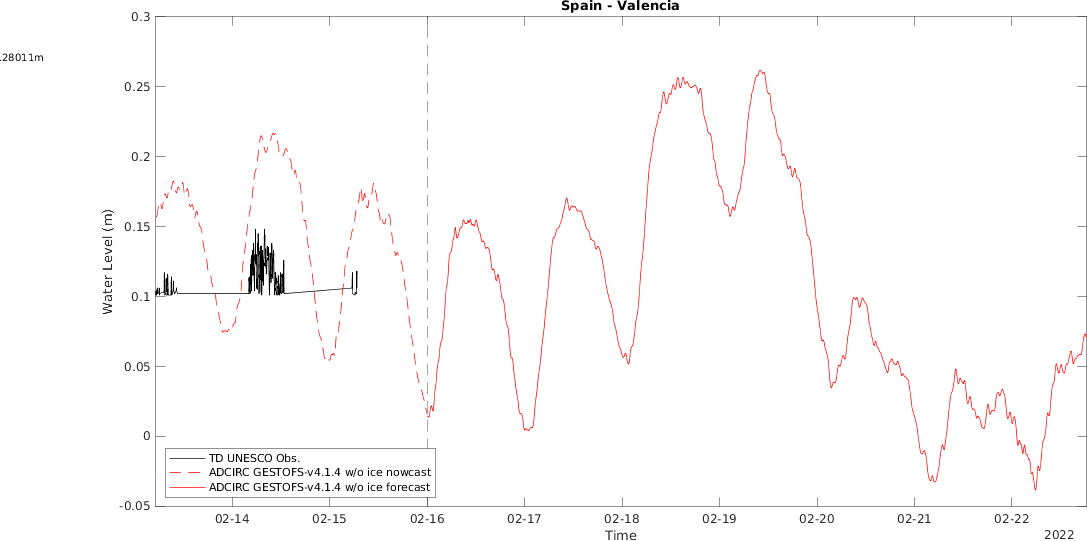 Spain - Valencia
.28011m
0.3
0.25
0.2
0.15
0.1
0.05
0
-0.05
Water Level (m)
TD UNESCO Obs.
ADCIRC GESTOFS-v4.1.4 w/o ice nowcast
ADCIRC GESTOFS-v4.1.4 w/o ice forecast
02-14 02-15 02-16 02-17 02-18 02-19 02-20 02-21 02-22
Time
2022